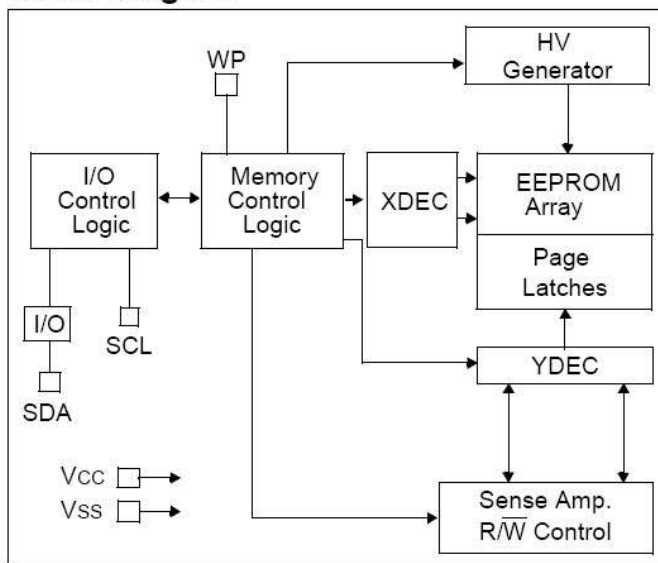 WP
HV
Generator
I/O
Control
Logic
Memory
Control
Logic
XDEC
EEPROM
Array
Page
Latches
I/O
SCL
SDA
YDEC
Vcc
Vss
Sense Amp.
R/W̅ Control